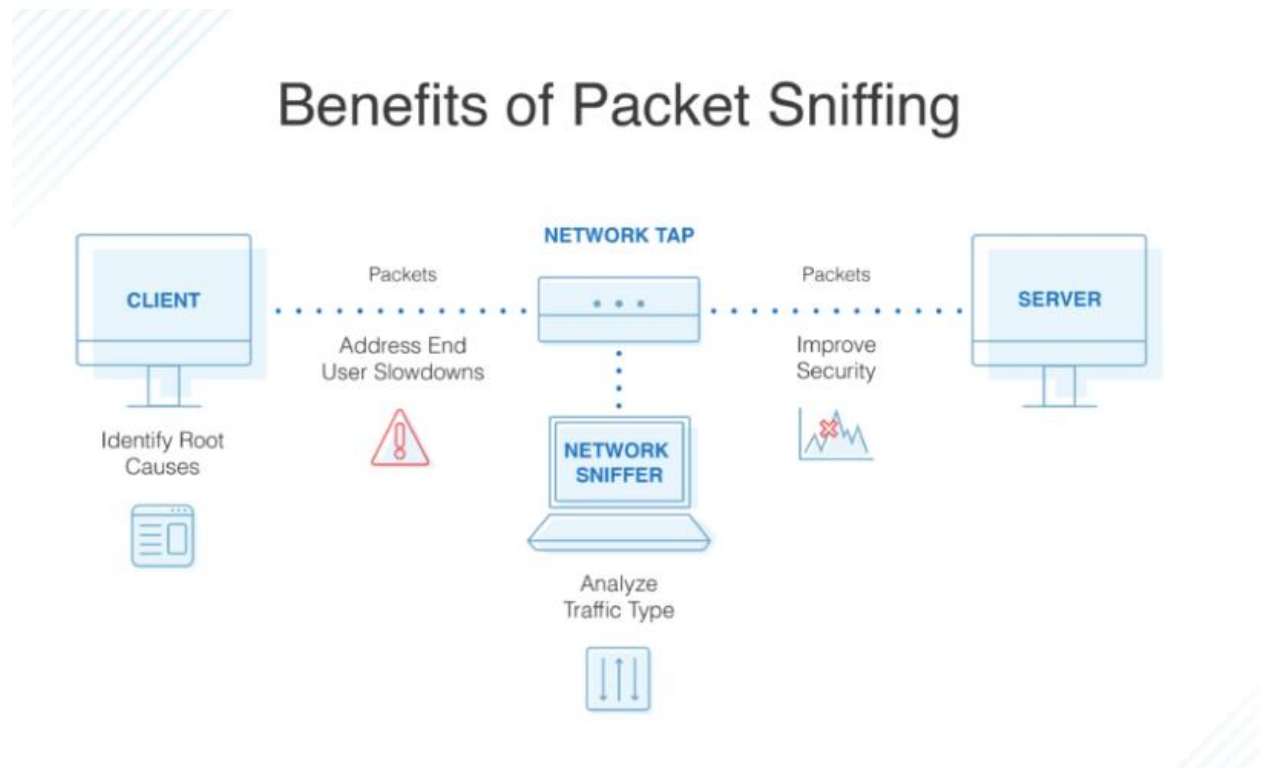 Benefits of Packet Sniffing
NETWORK TAP
Packets
Packets
CLIENT
SERVER
Address End
User Slowdowns
Improve
Security
Identify Root
Causes
NETWORK
SNIFFER
Analyze
Traffic Type